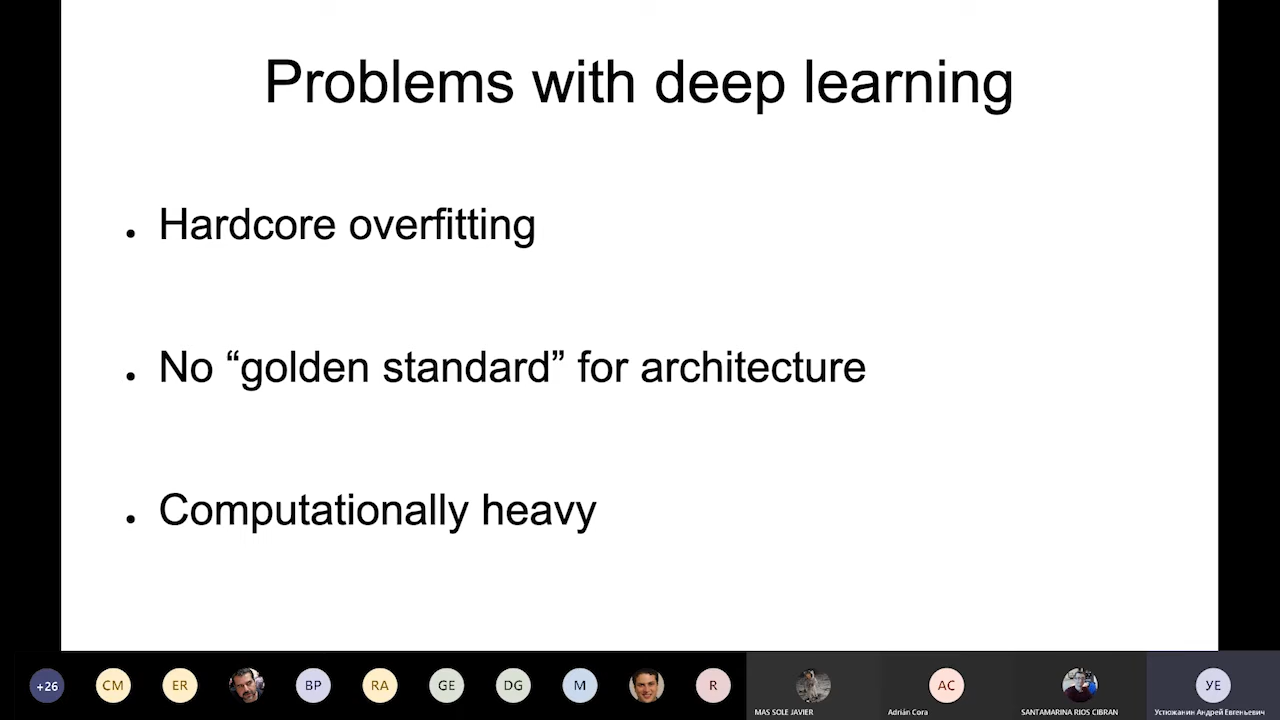 Problems with deep learning
• Hardcore overfitting
• No “golden standard” for architecture
• Computationally heavy
+26
CM
ER
BP
RA
GE
DG
M
R
MAS SOLE JAVIER
AC
Adrián Cora
SANTAMARINA RIOS CIBRAN
УЕ
Устюжанин Андрей Евгеньевич